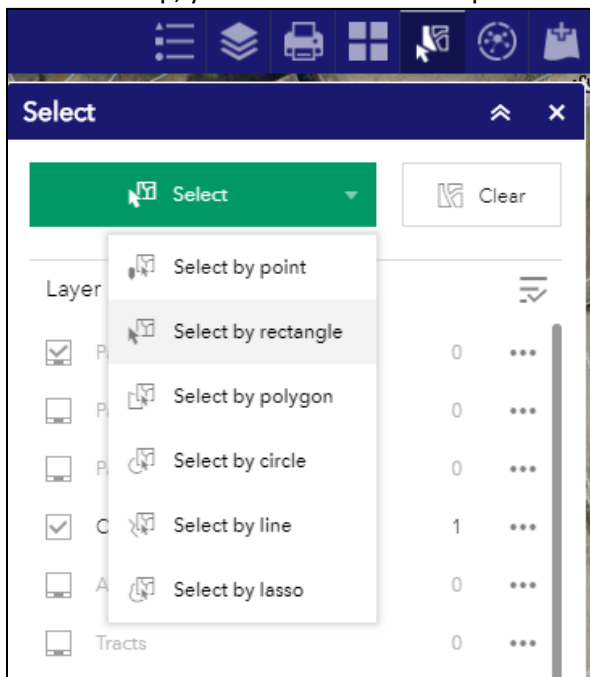 Select
Select
Clear
Select by point
Layer
Select by rectangle
P
0
Select by polygon
P
0
Select by circle
P
0
Select by line
C
1
Select by lasso
A
0
Tracts
0